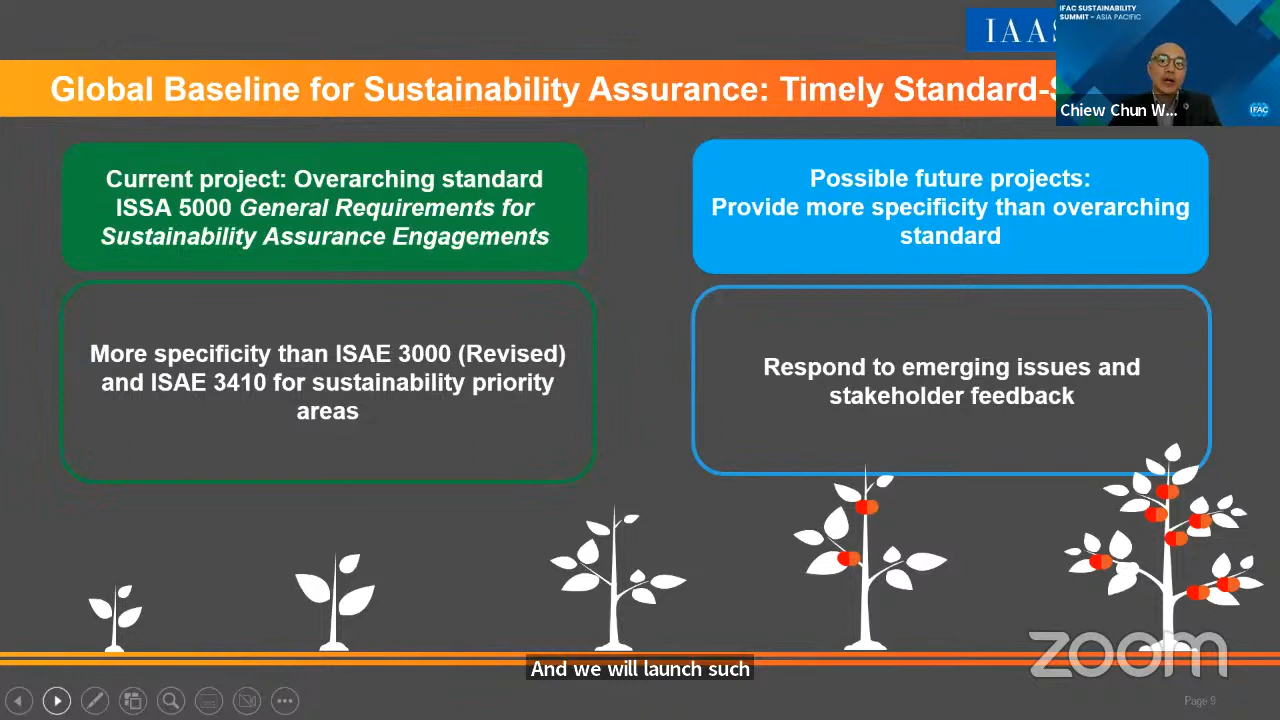 IFAC SUSTAINABILITY
SUMMIT - ASIA PACIFIC
IAAS
Global Baseline for Sustainability Assurance: Timely Standard-S
Chiew Chun W...
IFAC
Current project: Overarching standard
ISSA 5000 General Requirements for
Sustainability Assurance Engagements
Possible future projects:
Provide more specificity than overarching
standard
More specificity than ISAE 3000 (Revised)
and ISAE 3410 for sustainability priority
areas
Respond to emerging issues and
stakeholder feedback
zoom
And we will launch such
Page 9